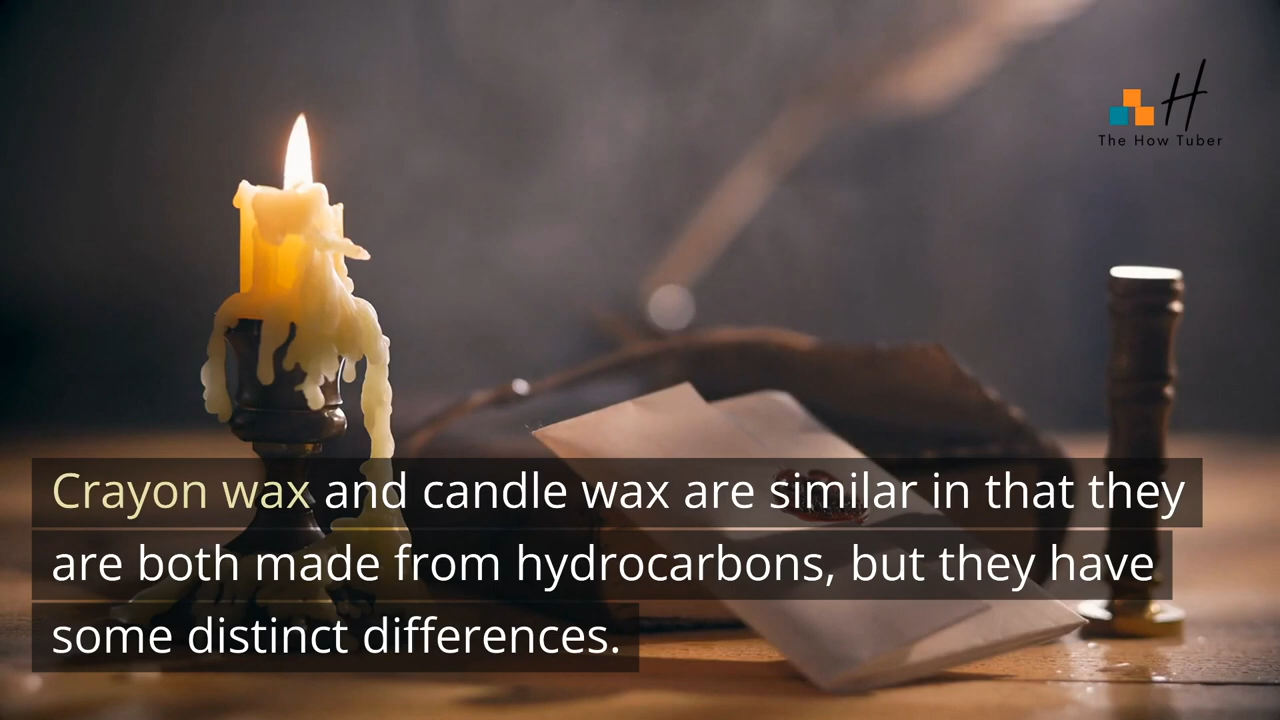 H
The How Tuber
Crayon wax and candle wax are similar in that they
are both made from hydrocarbons, but they have
some distinct differences.